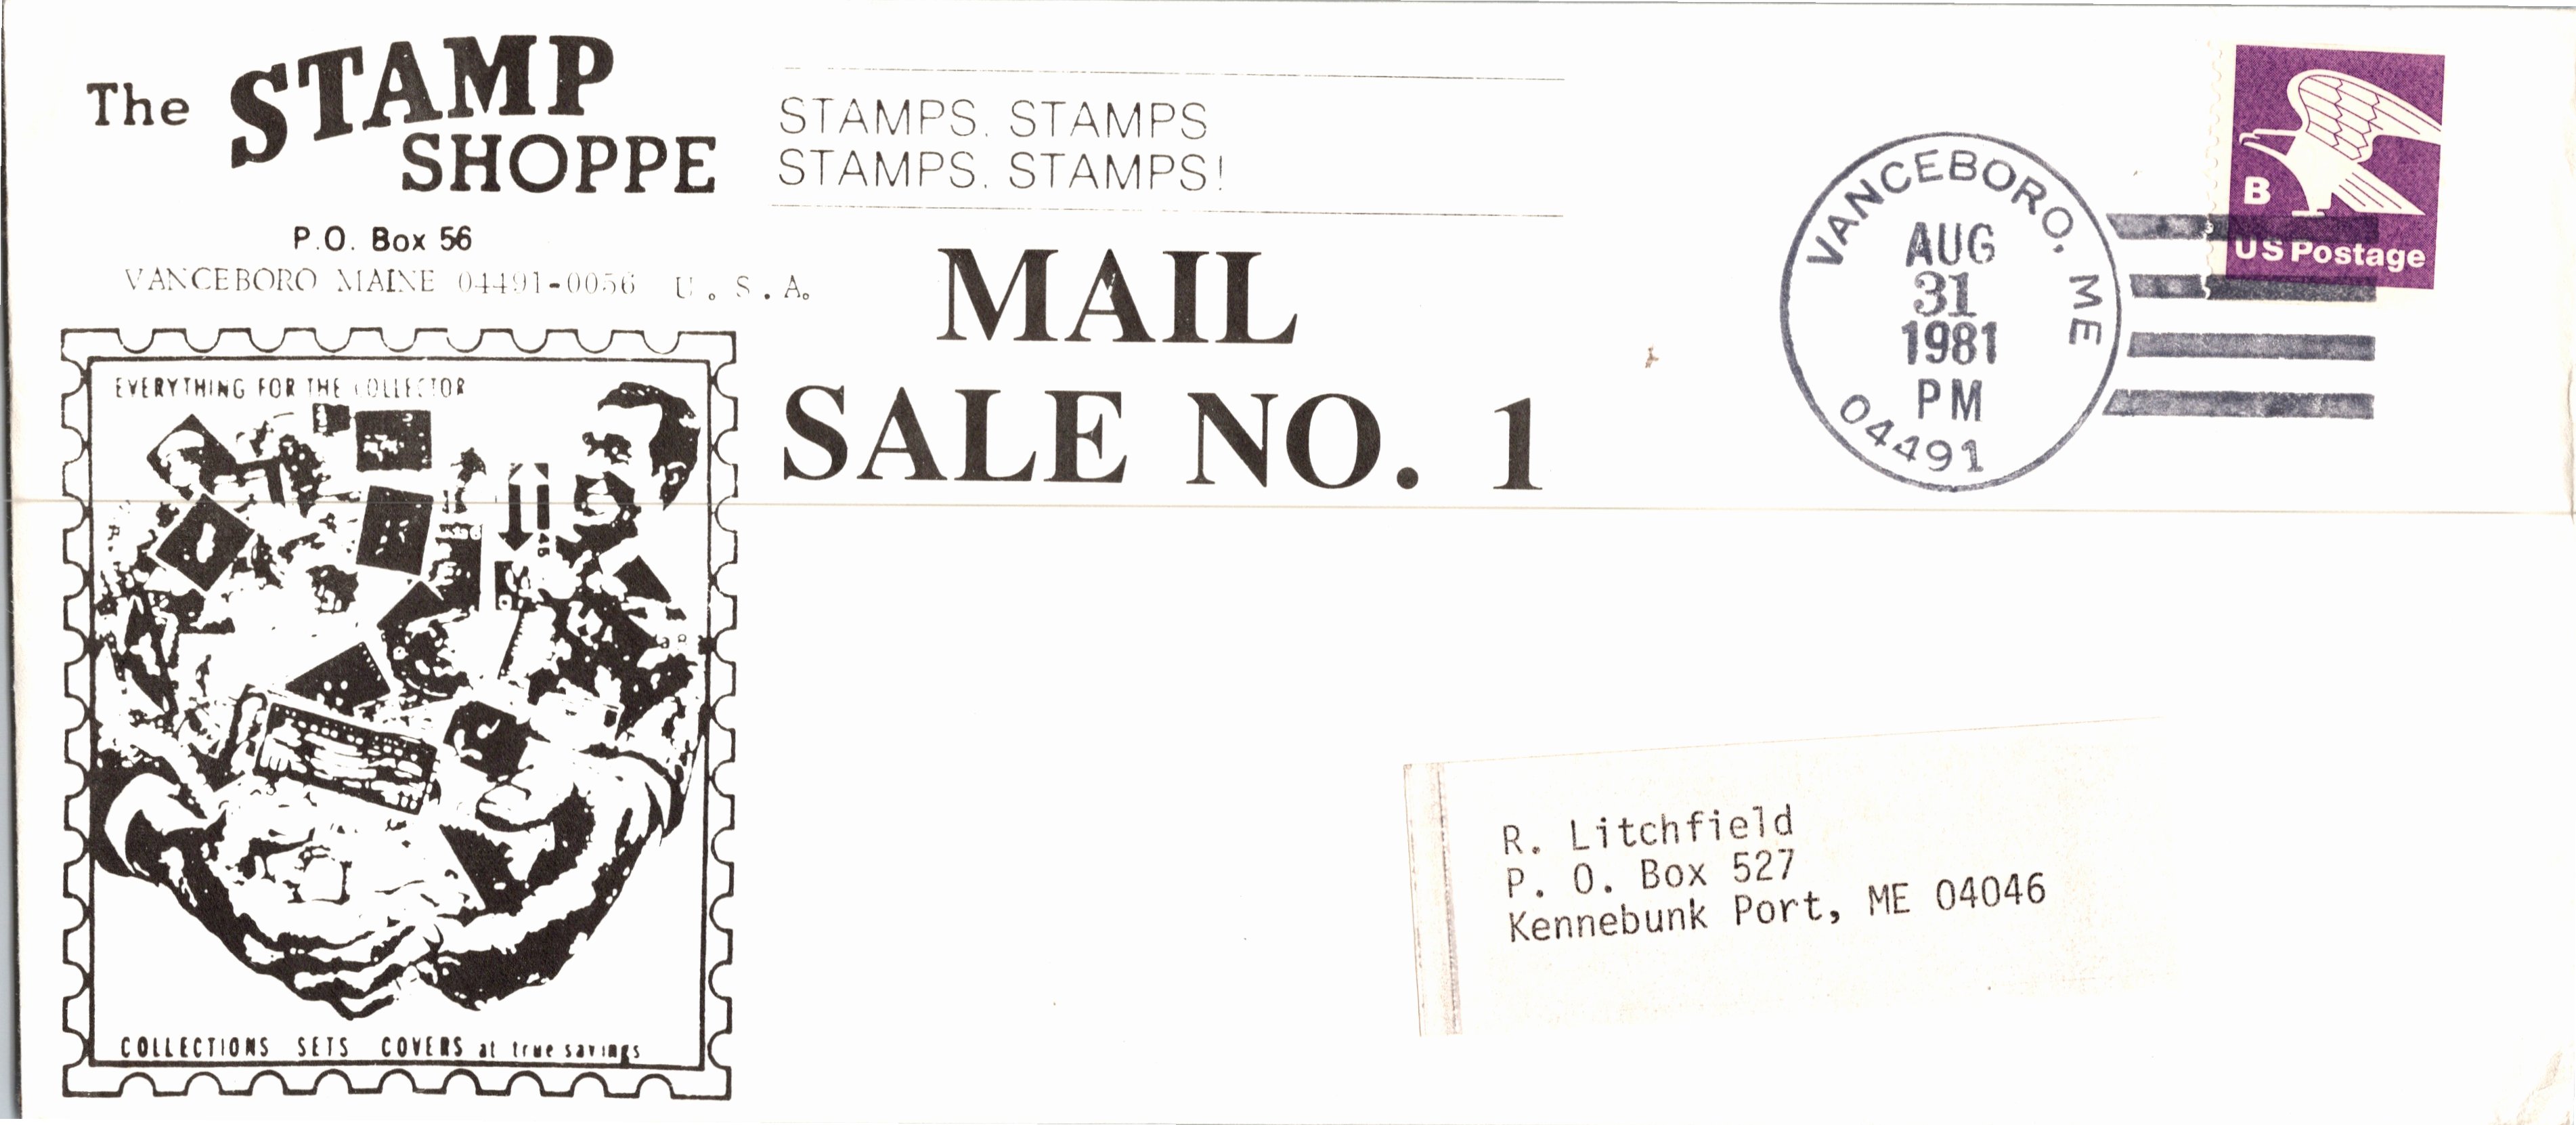 The STAMP
SHOPPE
P.O. Box 56
VANCEBORO MAINE 04491-0056 U.S.A.
STAMPS. STAMPS
STAMPS. STAMPS!
MAIL
SALE NO. 1
VANCEBORO, ME
AUG
31
1981
PM
04491
B
US Postage
EVERYTHING FOR THE COLLECTOR
COLLECTIONS SETS COVERS at true savings
R. Litchfield
P. O. Box 527
Kennebunk Port, ME 04046